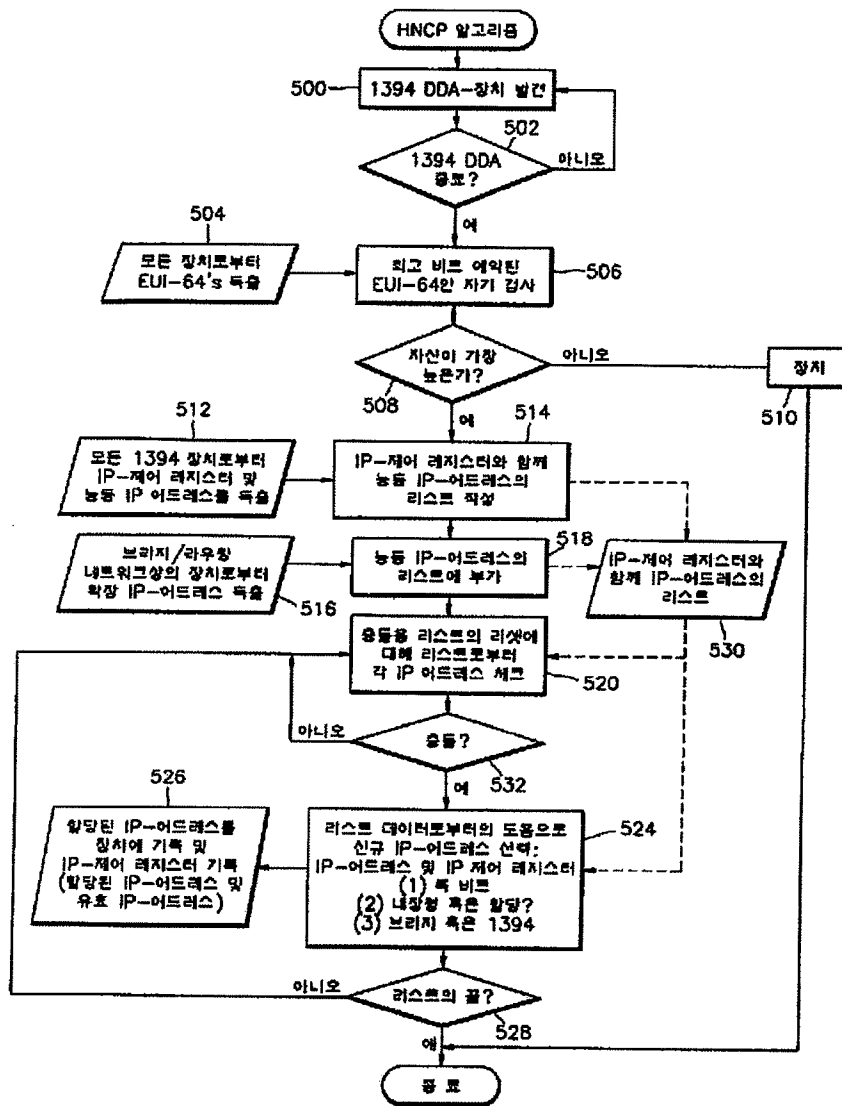 HNCP 알고리즘
500
1394 DDA-장치 발견
502
1394 DDA
종료?
아니오
예
504
모든 장치로부터
EUI-64's 독출
최고 비트 예약된
EUI-64만 자기 검사
506
자신이 가장
높은가?
508
아니오
장치
510
예
512
모든 1394 장치로부터
IP-제어 레지스터 및
능동 IP 어드레스를 독출
514
IP-제어 레지스터와 함께
능동 IP-어드레스의
리스트 작성
브리지/라우팅
네트워크상의 장치로부터
확장 IP-어드레스 독출
516
능동 IP-어드레스의
리스트에 부가
518
IP-제어 레지스터와
함께 IP-어드레스의
리스트
530
충돌용 리스트의 리셋에
대해 리스트로부터
각 IP 어드레스 체크
520
아니오
충돌?
532
예
526
할당된 IP-어드레스를
장치에 기록 및
IP-제어 레지스터 기록
(할당된 IP-어드레스 및
유효 IP-어드레스)
리스트 데이터로부터의 도움으로
신규 IP-어드레스 선택:
IP-어드레스 및 IP 제어 레지스터
(1) 록 비트
(2) 내장형 혹은 할당?
(3) 브리지 혹은 1394
524
아니오
리스트의 끝?
528
예
종 료